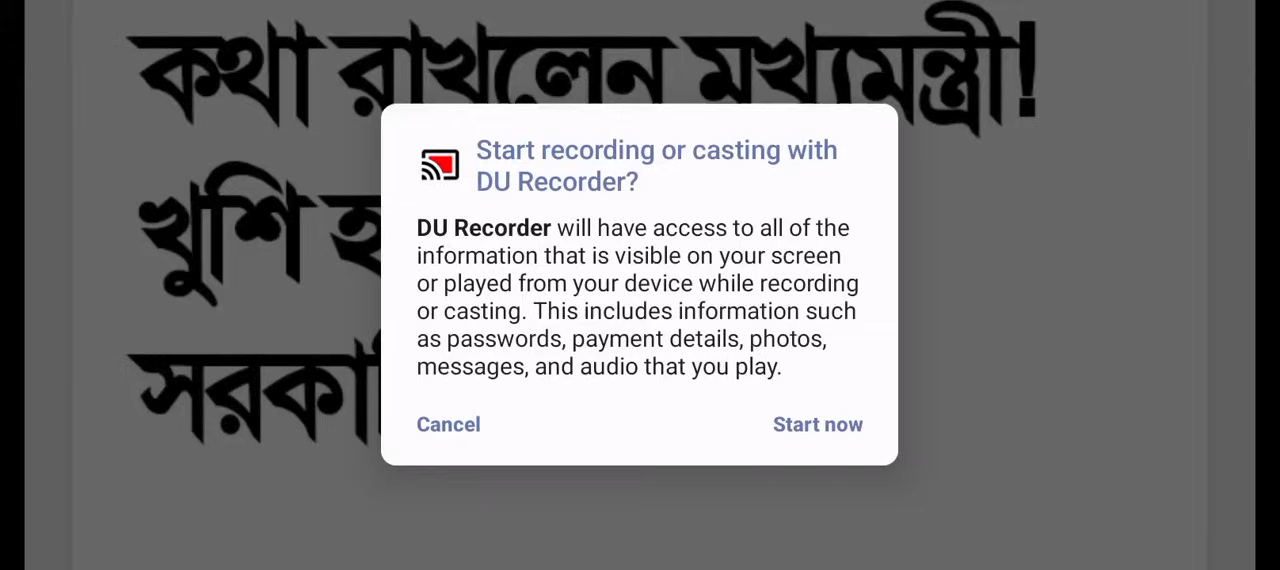 কথা রাখলেন মুখ্যমন্ত্রী!
খুশি
Start recording or casting with
DU Recorder?
DU Recorder will have access to all of the
information that is visible on your screen
or played from your device while recording
or casting. This includes information such
as passwords, payment details, photos,
messages, and audio that you play.
Cancel
Start now